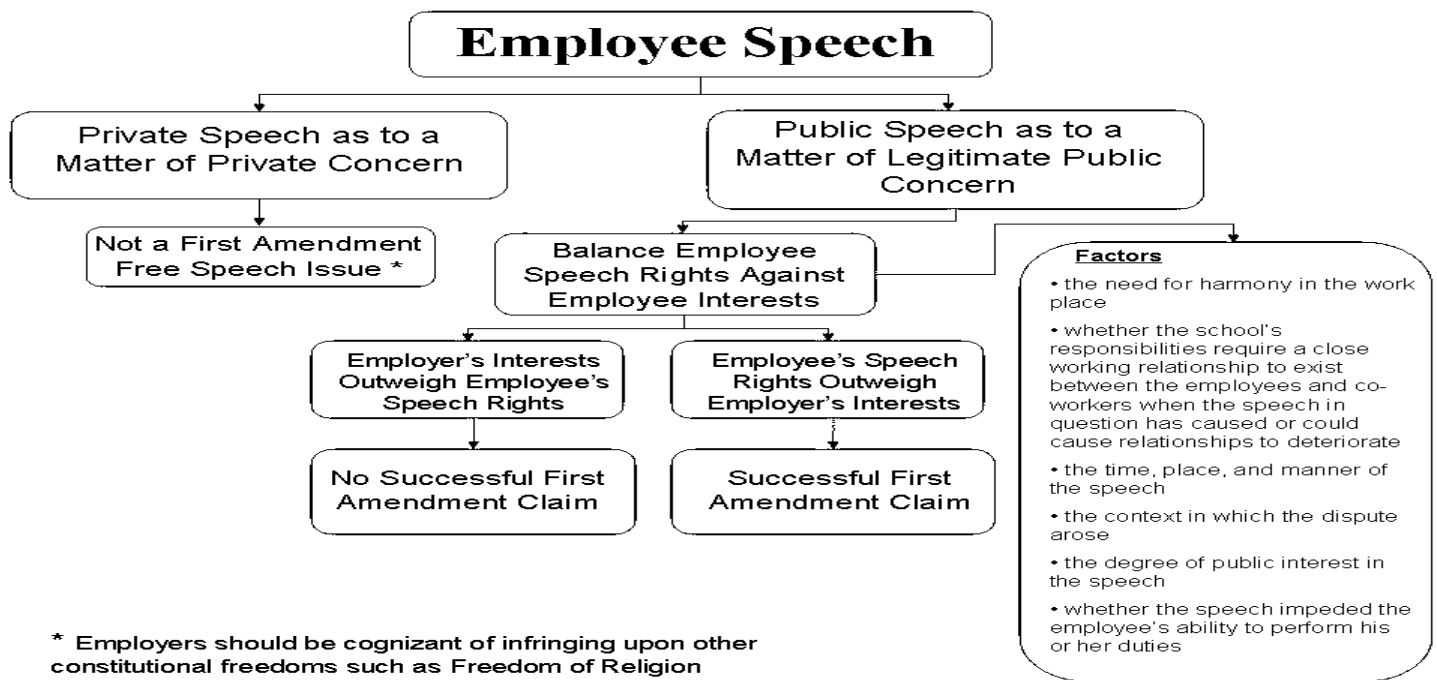 Employee Speech
Private Speech as to a
Matter of Private Concern
Public Speech as to a
Matter of Legitimate Public
Concern
Not a First Amendment
Free Speech Issue *
Balance Employee
Speech Rights Against
Employee Interests
Employer's Interests
Outweigh Employee's
Speech Rights
Employee's Speech
Rights Outweigh
Employer's Interests
No Successful First
Amendment Claim
Successful First
Amendment Claim
Factors
• the need for harmony in the work
place
• whether the school's
responsibilities require a close
working relationship to exist
between the employees and co-
workers when the speech in
question has caused or could
cause relationships to deteriorate
• the time, place, and manner of
the speech
• the context in which the dispute
arose
• the degree of public interest in
the speech
• whether the speech impeded the
employee's ability to perform his
or her duties
* Employers should be cognizant of infringing upon other
constitutional freedoms such as Freedom of Religion